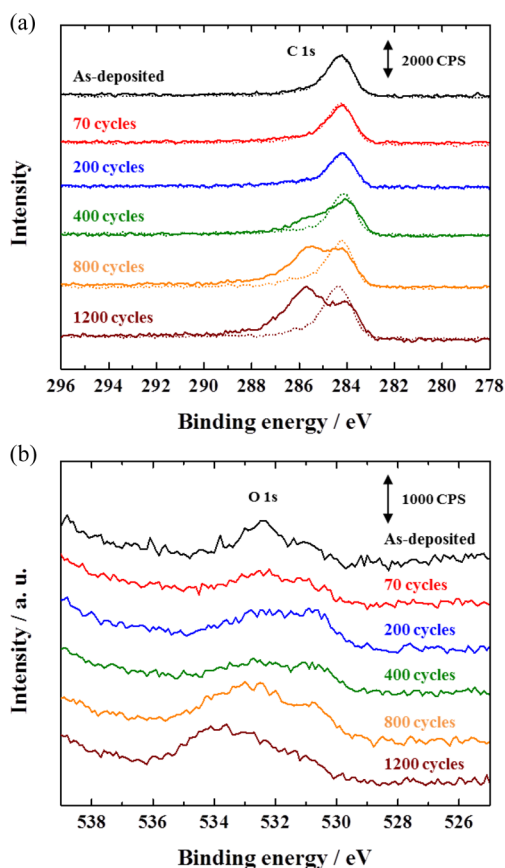 (a)
C 1s
2000 CPS
As-deposited
70 cycles
200 cycles
400 cycles
800 cycles
1200 cycles
Intensity
296 294 292 290 288 286 284 282 280 278
Binding energy / eV
(b)
1000 CPS
O 1s
As-deposited
70 cycles
200 cycles
400 cycles
800 cycles
1200 cycles
Intensity / a. u.
538 536 534 532 530 528 526
Binding energy / eV